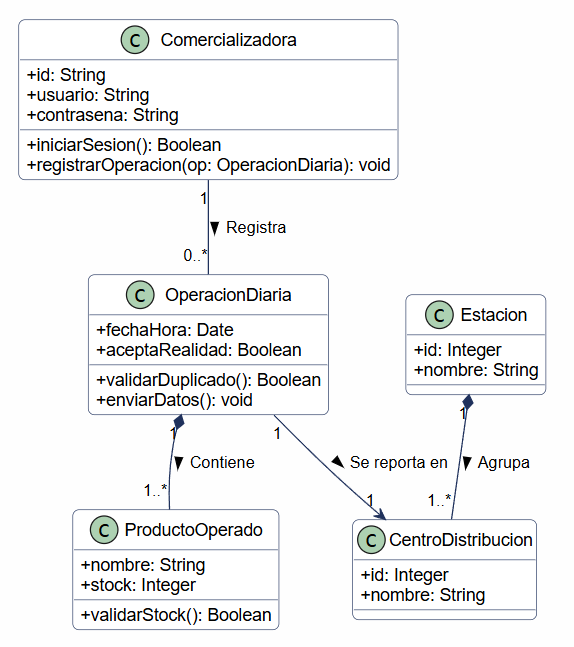 C Comercializadora
+id: String
+usuario: String
+contrasena: String
+iniciarSesion(): Boolean
+registrarOperacion(op: OperacionDiaria): void
1
Registra
0..*
C OperacionDiaria
+fechaHora: Date
+aceptaRealidad: Boolean
+validarDuplicado(): Boolean
+enviarDatos(): void
C Estacion
+id: Integer
+nombre: String
1
Contiene
1..*
1
Se reporta en
1
1
Agrupa
1..*
C ProductoOperado
+nombre: String
+stock: Integer
+validarStock(): Boolean
C CentroDistribucion
+id: Integer
+nombre: String